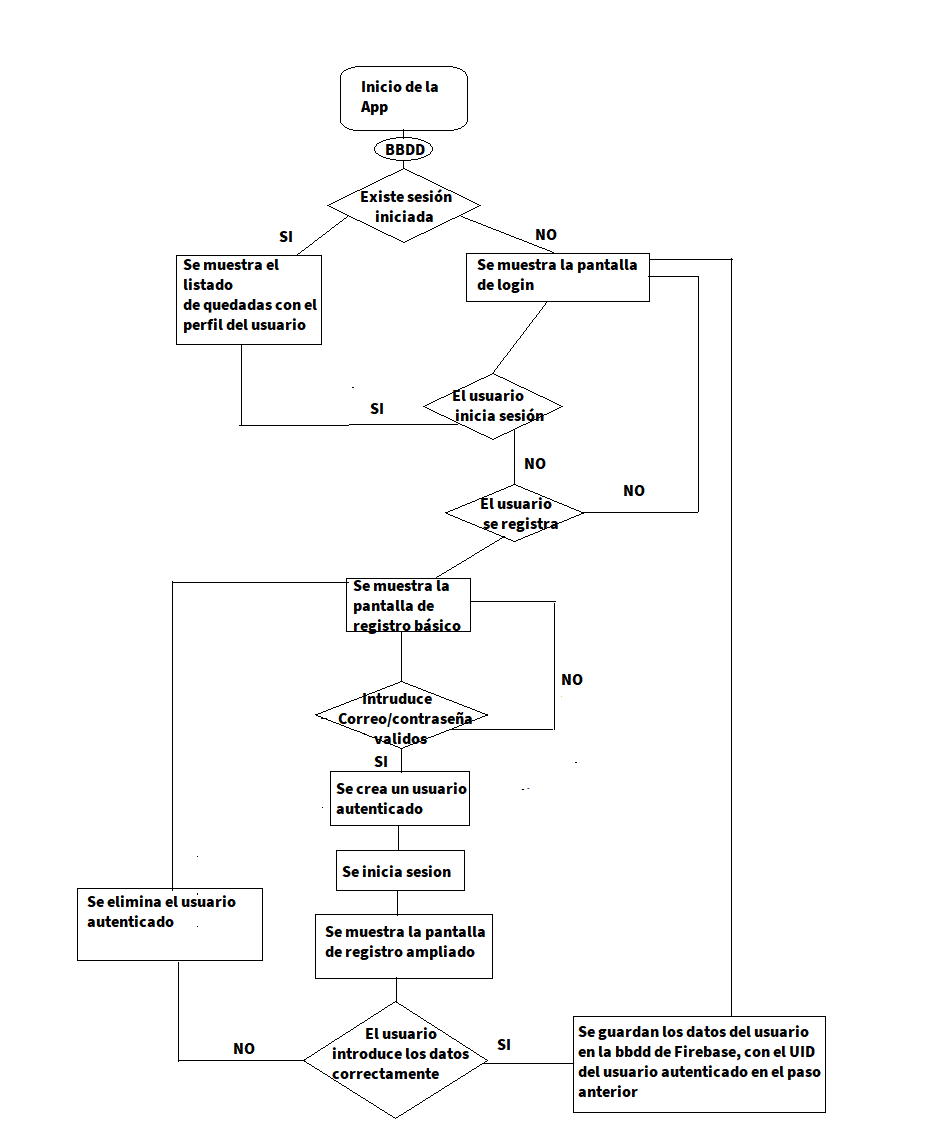 Inicio de la
App
BBDD
Existe sesión
iniciada
SI
NO
Se muestra el
listado
de quedadas con el
perfil del usuario
Se muestra la pantalla
de login
El usuario
inicia sesión
SI
NO
El usuario
se registra
NO
Se muestra la
pantalla de
registro básico
NO
Intruduce
Correo/contraseña
validos
SI
Se crea un usuario
autenticado
Se inicia sesion
Se elimina el usuario
autenticado
Se muestra la pantalla
de registro ampliado
El usuario
introduce los datos
correctamente
NO
SI
Se guardan los datos del usuario
en la bbdd de Firebase, con el UID
del usuario autenticado en el paso
anterior